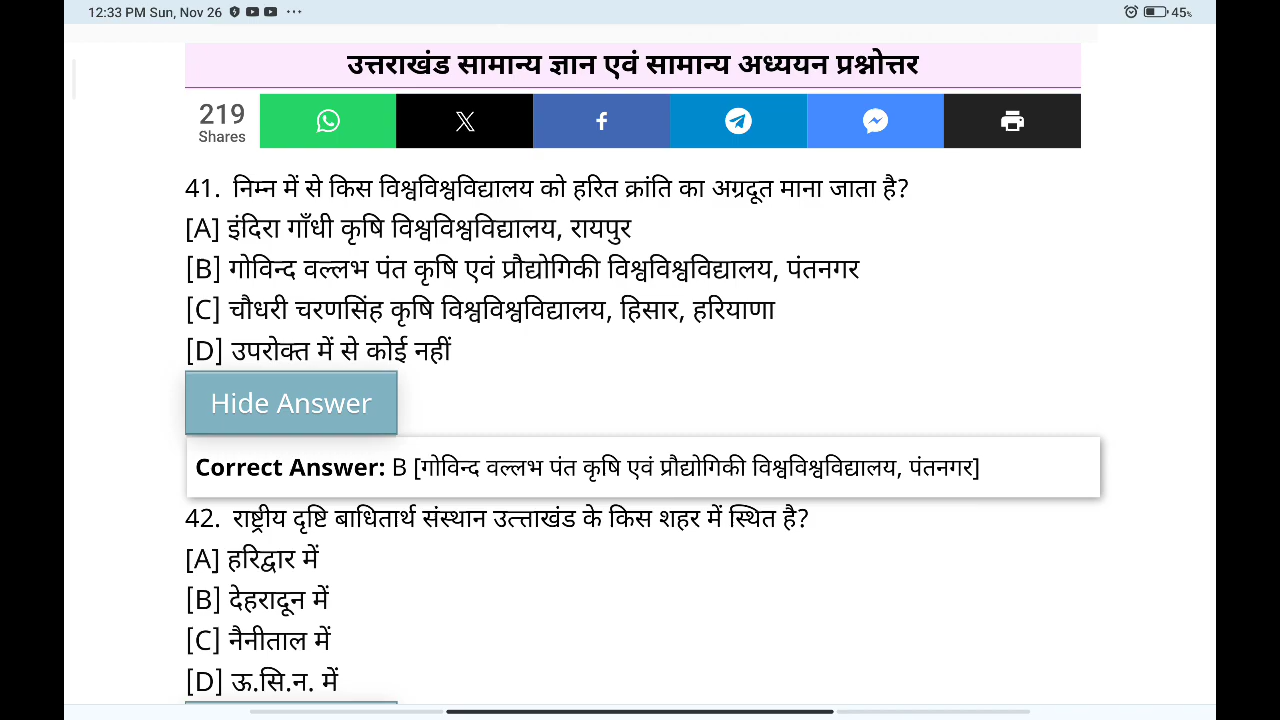 12:33 PM Sun, Nov 26
45%
उत्तराखंड सामान्य ज्ञान एवं सामान्य अध्ययन प्रश्नोत्तर
219
Shares
41. निम्न में से किस विश्वविश्वविद्यालय को हरित क्रांति का अग्रदूत माना जाता है?
[A] इंदिरा गाँधी कृषि विश्वविश्वविद्यालय, रायपुर
[B] गोविन्द वल्लभ पंत कृषि एवं प्रौद्योगिकी विश्वविश्वविद्यालय, पंतनगर
[C] चौधरी चरणसिंह कृषि विश्वविश्वविद्यालय, हिसार, हरियाणा
[D] उपरोक्त में से कोई नहीं
Hide Answer
Correct Answer: B [गोविन्द वल्लभ पंत कृषि एवं प्रौद्योगिकी विश्वविश्वविद्यालय, पंतनगर]
42. राष्ट्रीय दृष्टि बाधितार्थ संस्थान उत्त्ताखंड के किस शहर में स्थित है?
[A] हरिद्वार में
[B] देहरादून में
[C] नैनीताल में
[D] ऊ.सि.न. में